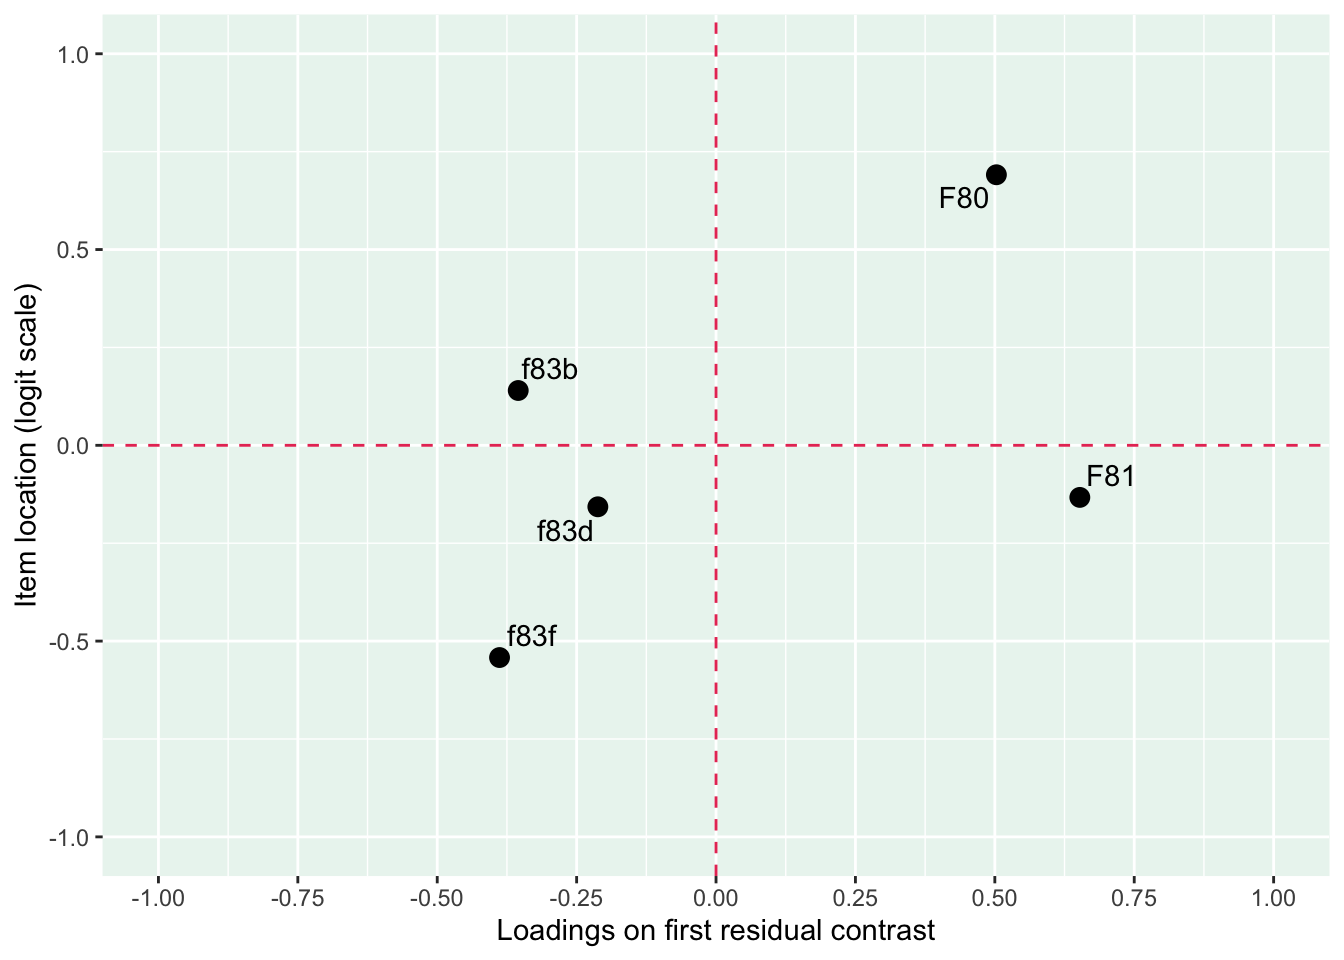 1.0
0.5
0.0
-0.5
-1.0
Item location (logit scale)
F80
f83b
F81
f83d
f83f
-1.00 -0.75 -0.50 -0.25 0.00 0.25 0.50 0.75 1.00
Loadings on first residual contrast